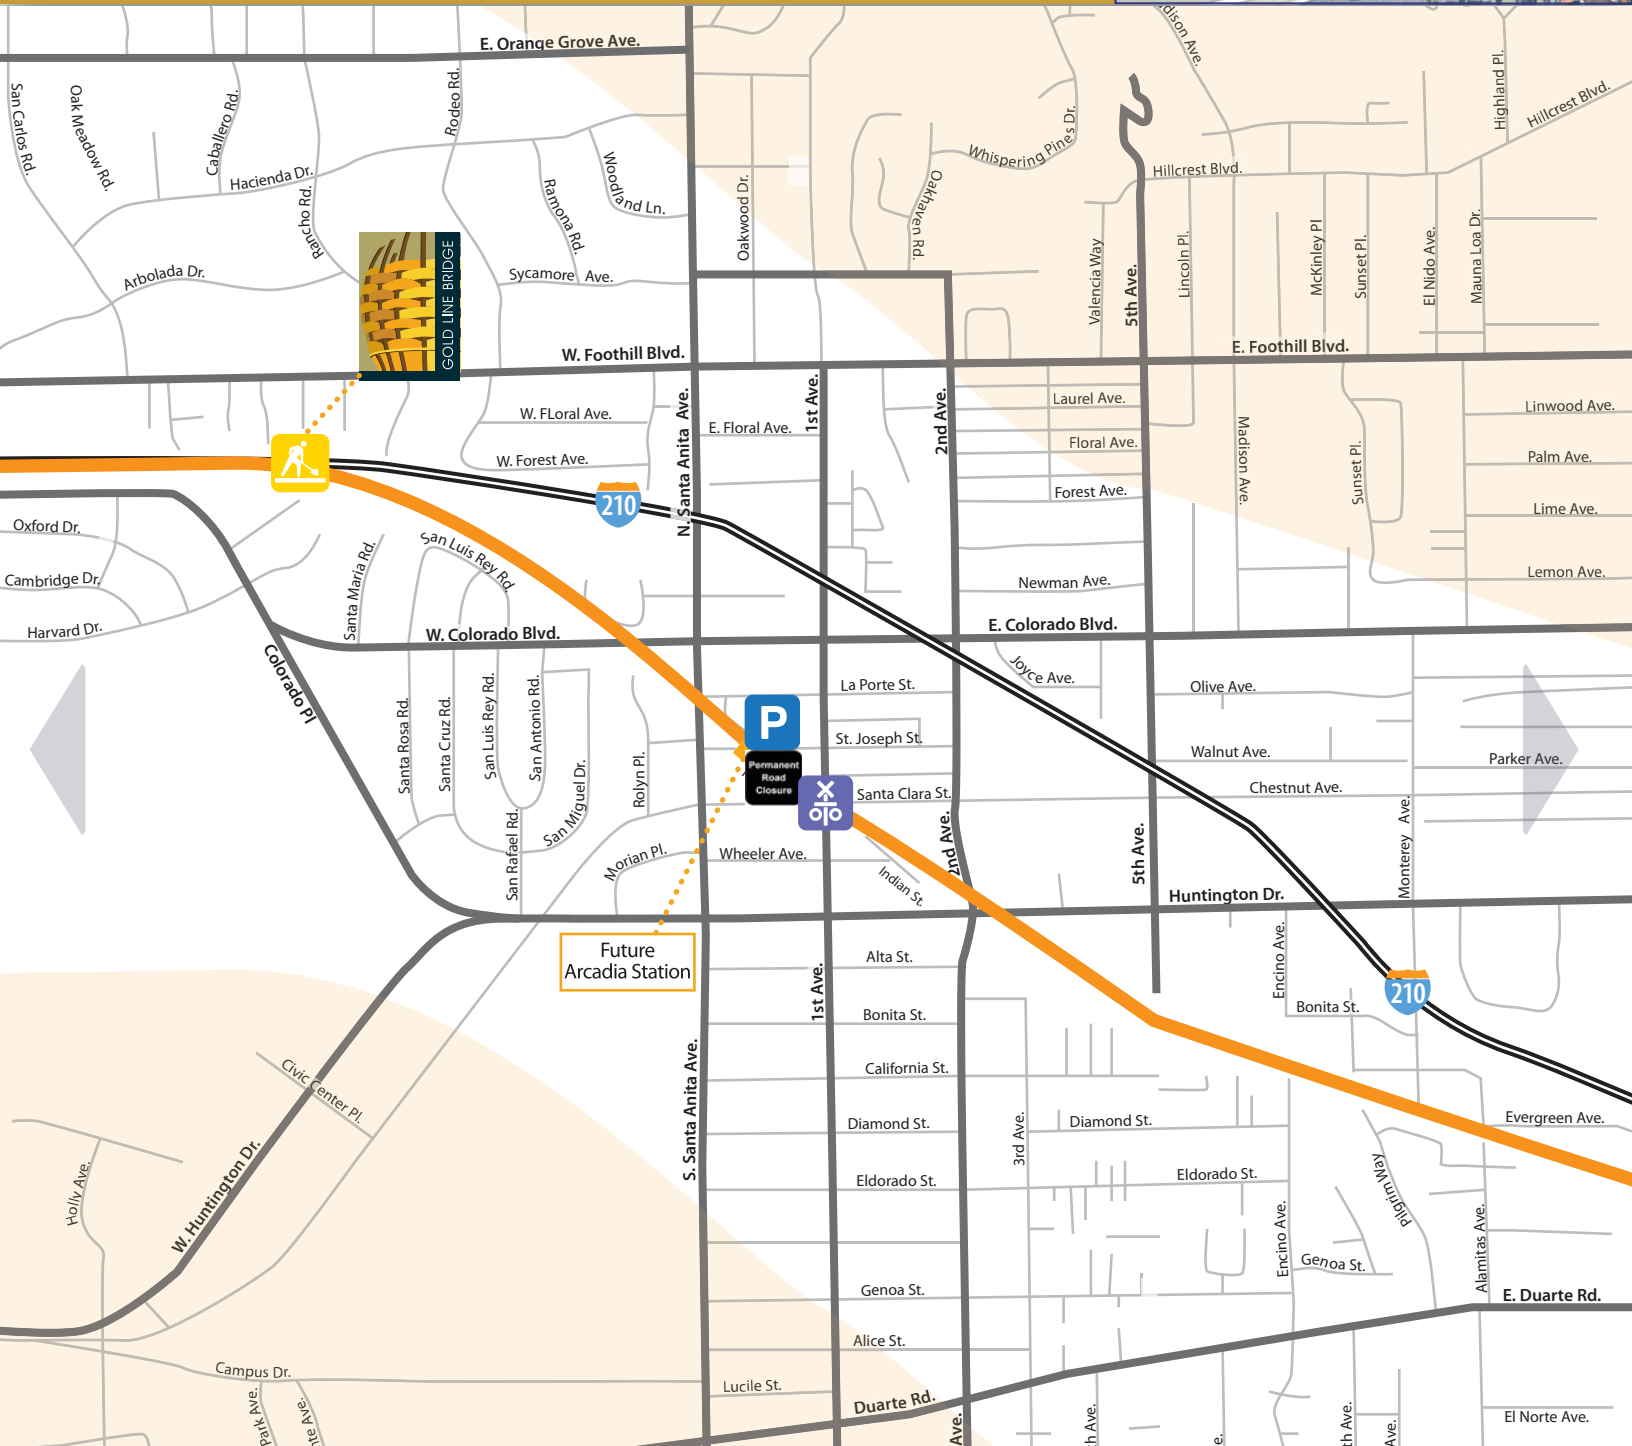 E. Orange Grove Ave.
San Carlos Rd.
Oak Meadow Rd.
Caballero Rd.
Rodeo Rd.
Hacienda Dr.
Rancho Rd.
Woodland Ln.
Ramona Rd.
Oakwood Dr.
Whispering Pines Dr.
Oakhaven Rd.
dison Ave.
Highland Pl.
Hillcrest Blvd.
Hillcrest Blvd.
Arbolada Dr.
GOLD LINE BRIDGE
Sycamore Ave.
Valencia Way
5th Ave.
Lincoln Pl.
McKinley Pl
Sunset Pl.
El Nido Ave.
Mauna Loa Dr.
W. Foothill Blvd.
E. Foothill Blvd.
W. FLoral Ave.
N. Santa Anita Ave.
E. Floral Ave.
1st Ave.
2nd Ave.
Laurel Ave.
Floral Ave.
Madison Ave.
Sunset Pl.
Linwood Ave.
Palm Ave.
W. Forest Ave.
210
Forest Ave.
Lime Ave.
Oxford Dr.
Cambridge Dr.
Harvard Dr.
Santa Maria Rd.
San Luis Rey Rd.
Newman Ave.
Lemon Ave.
W. Colorado Blvd.
E. Colorado Blvd.
Colorado Pl
Joyce Ave.
Santa Rosa Rd.
Santa Cruz Rd.
San Luis Rey Rd.
San Antonio Rd.
San Miguel Dr.
Rolyn Pl.
La Porte St.
Olive Ave.
P
St. Joseph St.
Walnut Ave.
Parker Ave.
Permanent
Road
Closure
Santa Clara St.
Chestnut Ave.
San Rafael Rd.
Morian Pl.
Wheeler Ave.
Indian St.
2nd Ave.
5th Ave.
Monterey Ave.
Huntington Dr.
Future
Arcadia Station
Alta St.
1st Ave.
Encino Ave.
210
Bonita St.
Bonita St.
Civic Center Pl.
S. Santa Anita Ave.
California St.
Diamond St.
3rd Ave.
Diamond St.
Evergreen Ave.
Holly Ave.
W. Huntington Dr.
Eldorado St.
Eldorado St.
Pilgrim Way
Encino Ave.
Alamitas Ave.
Genoa St.
Genoa St.
E. Duarte Rd.
Alice St.
Campus Dr.
Lucile St.
Duarte Rd.
Park Ave.
nte Ave.
Ave.
h Ave.
e.
th Ave.
Ave.
El Norte Ave.